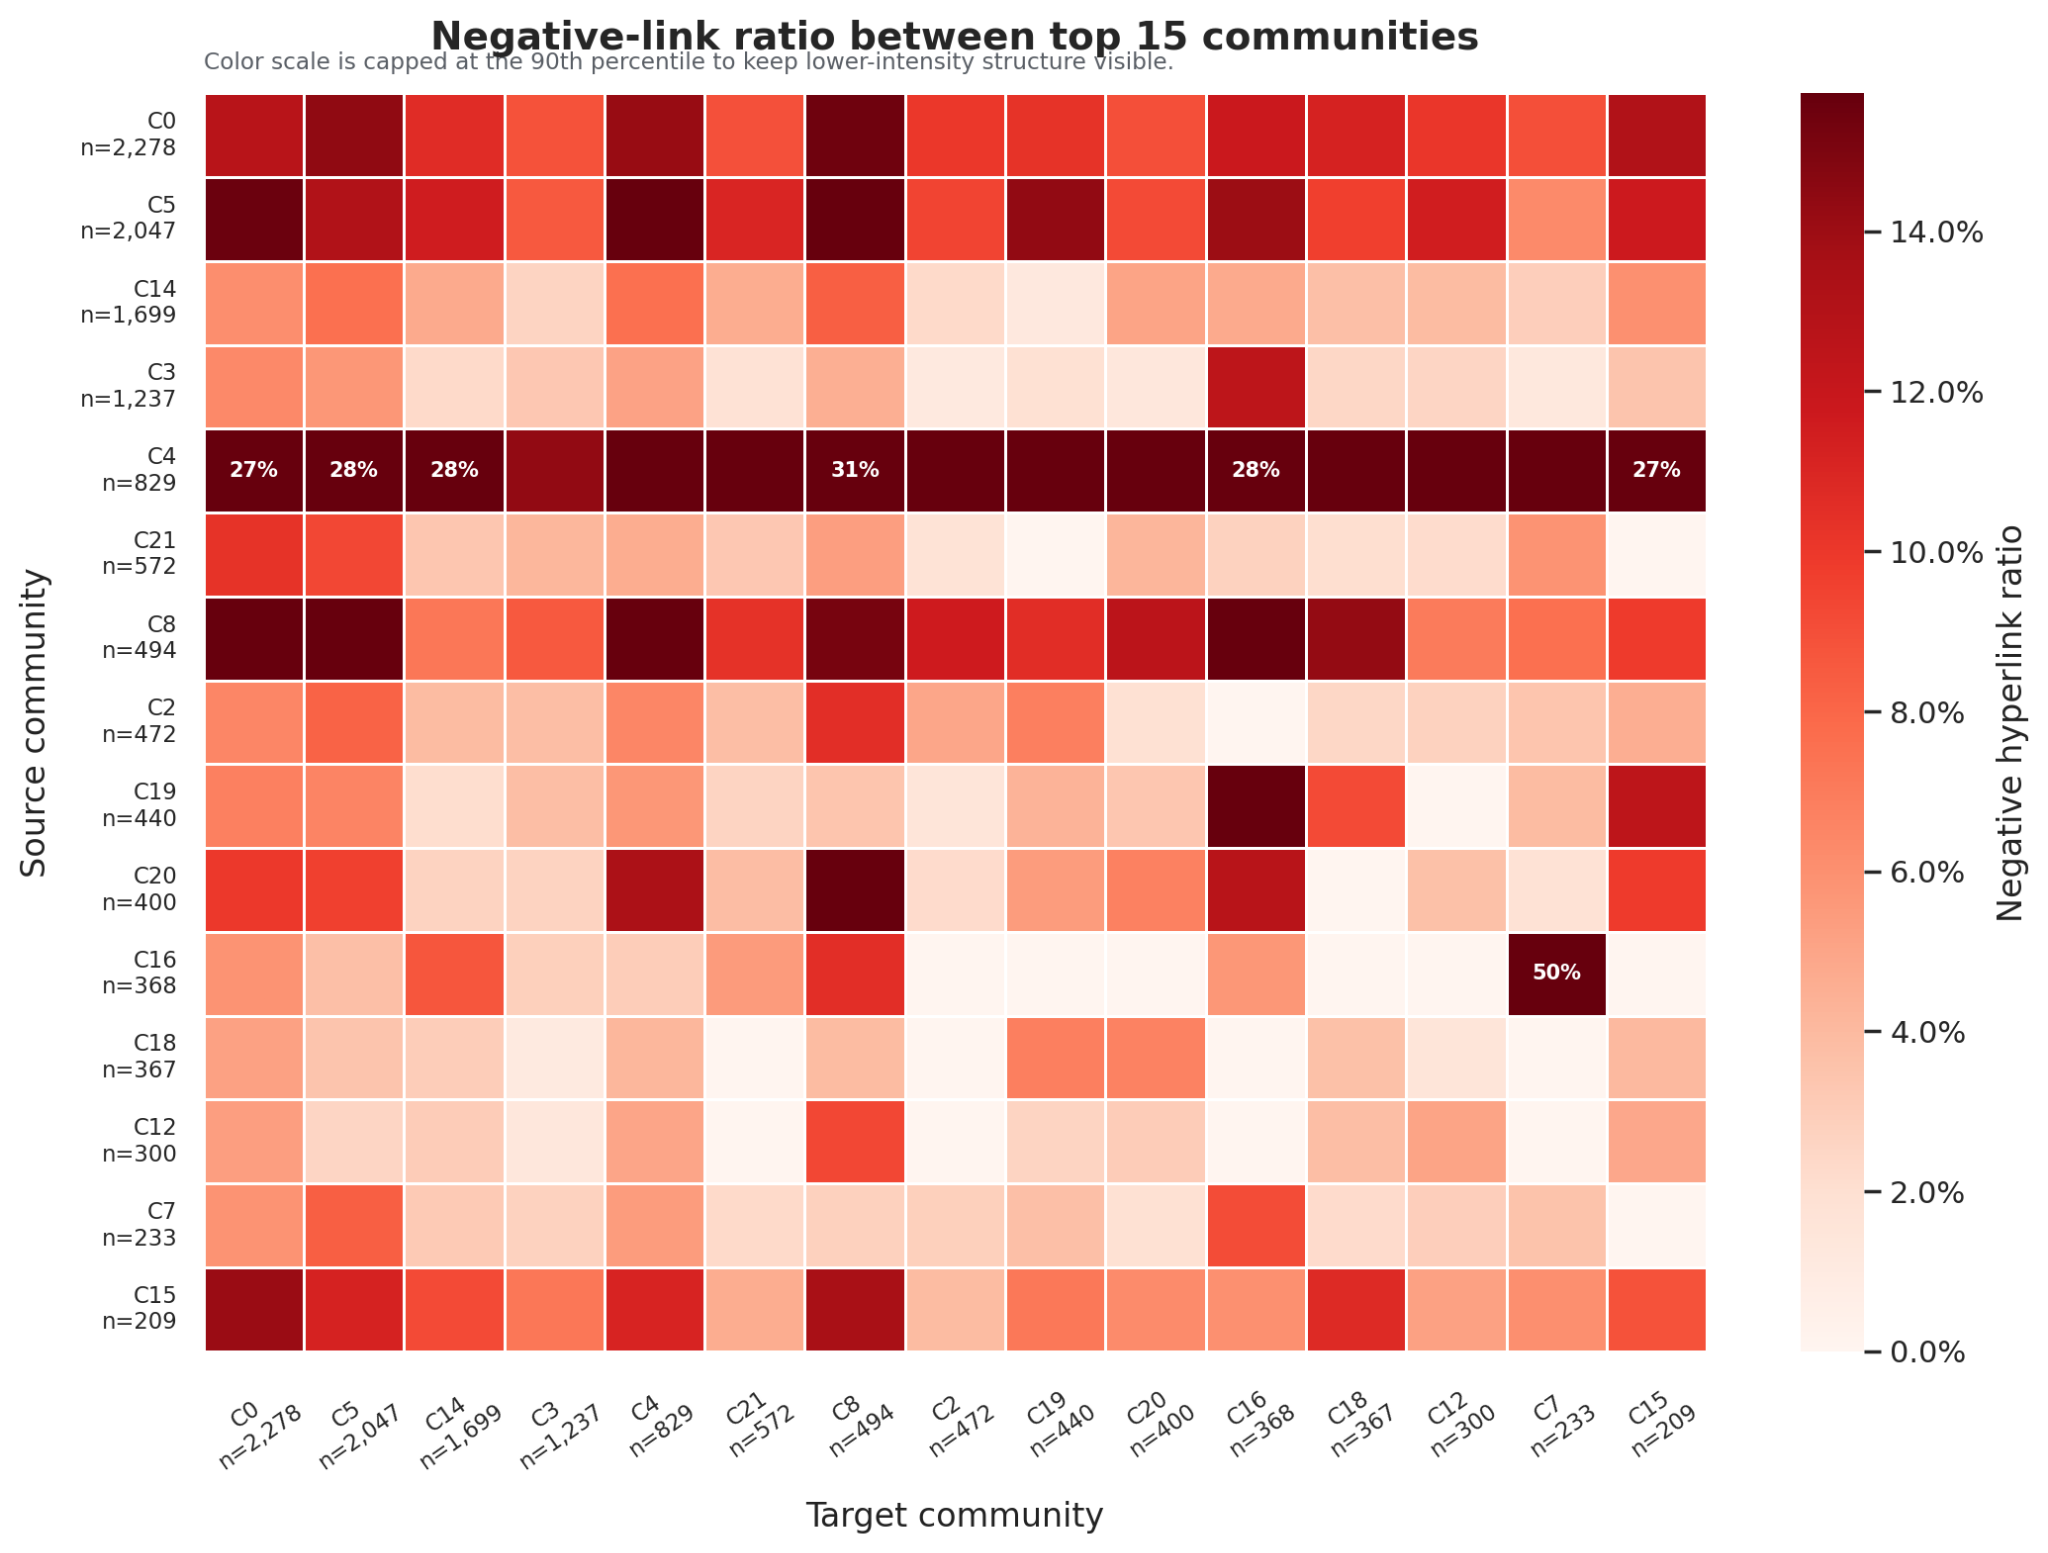 Negative-link ratio between top 15 communities
Color scale is capped at the 90th percentile to keep lower-intensity structure visible.
Source community
C0
n=2,278
C5
n=2,047
C14
n=1,699
C3
n=1,237
C4
n=829
27% 28% 28% 31% 28% 27%
C21
n=572
C8
n=494
C2
n=472
C19
n=440
C20
n=400
C16
n=368
50%
C18
n=367
C12
n=300
C7
n=233
C15
n=209
C0
n=2,278
C5
n=2,047
C14
n=1,699
C3
n=1,237
C4
n=829
C21
n=572
C8
n=494
C2
n=472
C19
n=440
C20
n=400
C16
n=368
C18
n=367
C12
n=300
C7
n=233
C15
n=209
Target community
14.0%
12.0%
10.0%
8.0%
6.0%
4.0%
2.0%
0.0%
Negative hyperlink ratio